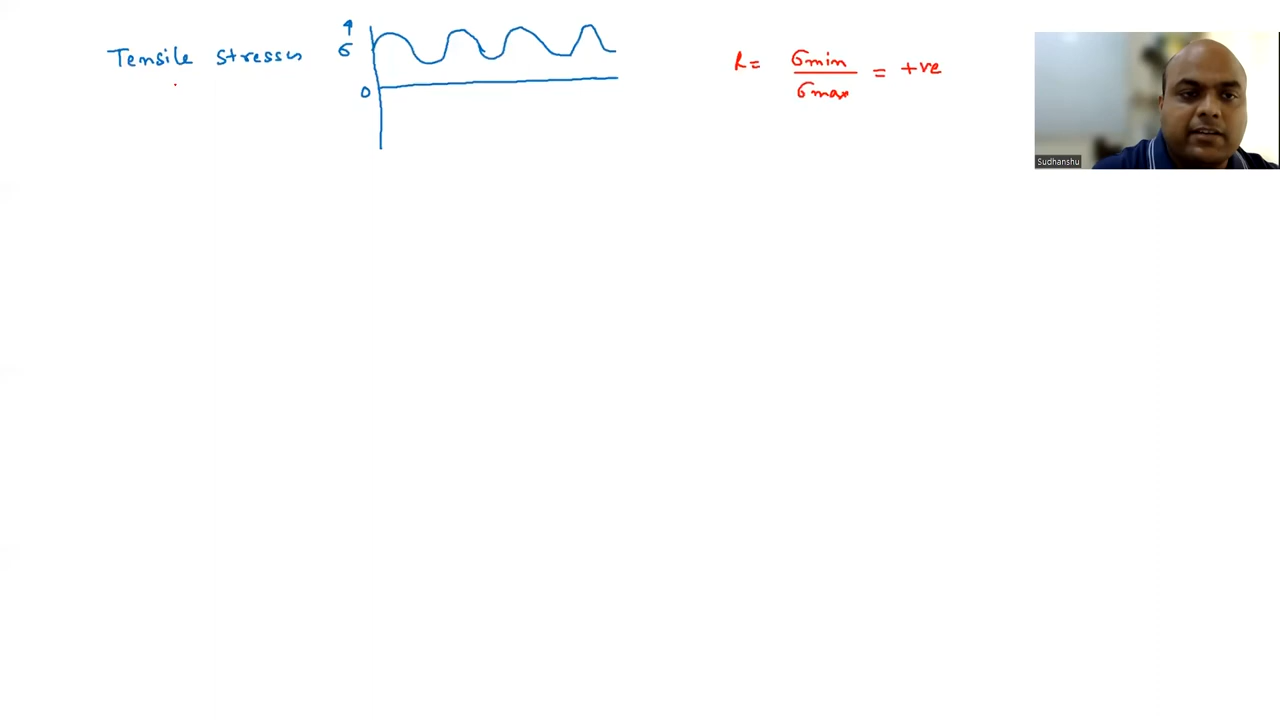 Tensile stresses
σ
0
R = σmin / σmax = +ve
Sudhanshu